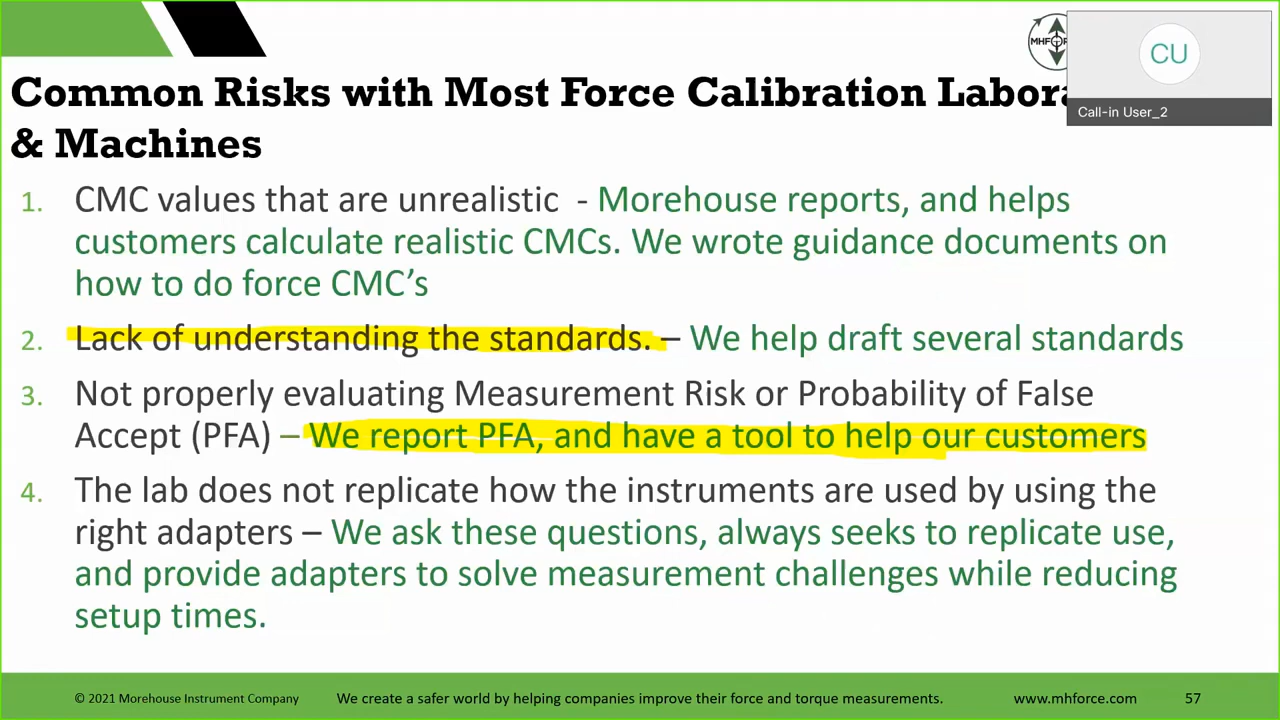 MHFORCE
CU
Call-in User_2
Common Risks with Most Force Calibration Labora
& Machines
1. CMC values that are unrealistic - Morehouse reports, and helps
customers calculate realistic CMCs. We wrote guidance documents on
how to do force CMC’s
2. Lack of understanding the standards. – We help draft several standards
3. Not properly evaluating Measurement Risk or Probability of False
Accept (PFA) – We report PFA, and have a tool to help our customers
4. The lab does not replicate how the instruments are used by using the
right adapters – We ask these questions, always seeks to replicate use,
and provide adapters to solve measurement challenges while reducing
setup times.
© 2021 Morehouse Instrument Company We create a safer world by helping companies improve their force and torque measurements. www.mhforce.com 57